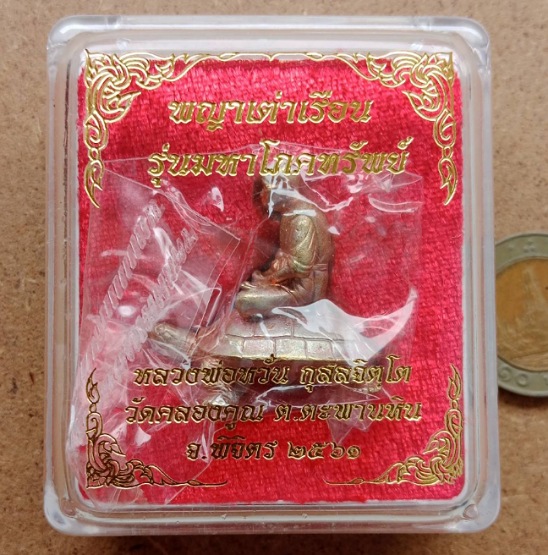 พญาเต่าเรือน
รุ่นมหาโภคทรัพย์
หลวงพ่อหวั่น กุสลจิตโต
วัดคลองคูณ ต.ตะพานหิน
จ.พิจิตร ๒๕๖๑